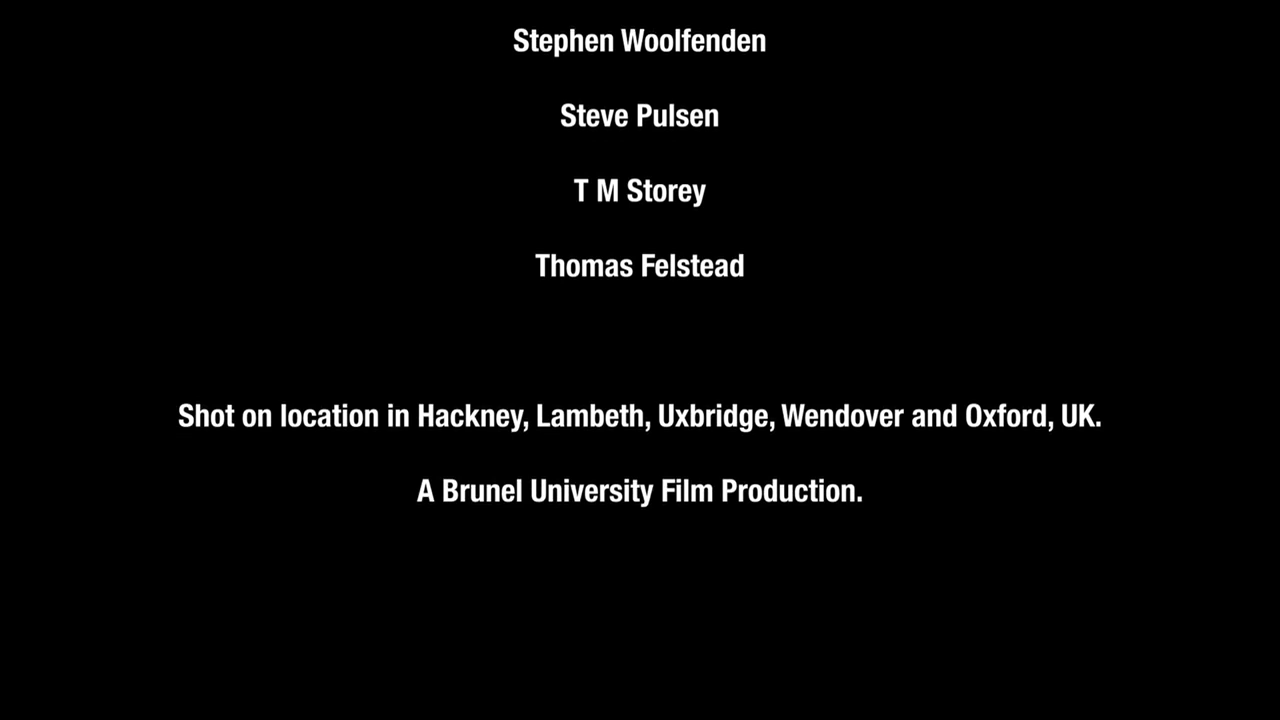 Stephen Woolfenden
Steve Pulsen
T M Storey
Thomas Felstead
Shot on location in Hackney, Lambeth, Uxbridge, Wendover and Oxford, UK.
A Brunel University Film Production.